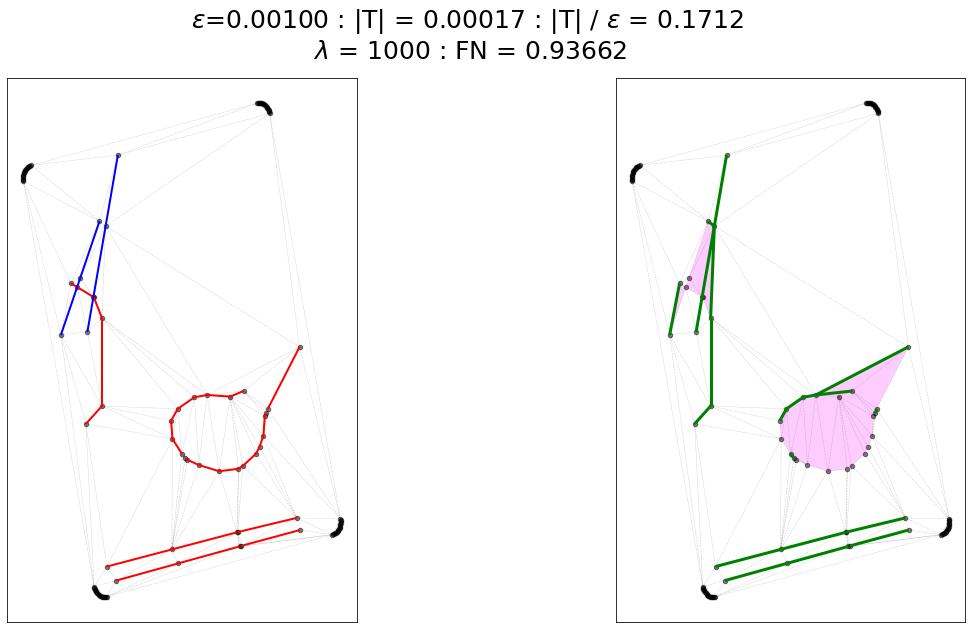 ε=0.00100 : |T| = 0.00017 : |T| / ε = 0.1712
λ = 1000 : FN = 0.93662